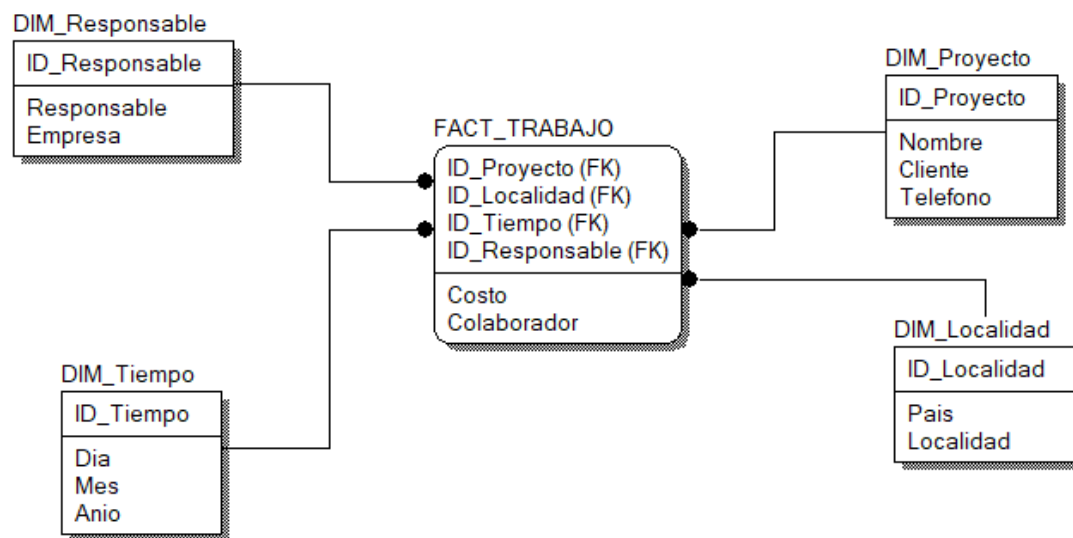 DIM_Responsable
ID_Responsable
Responsable
Empresa
DIM_Proyecto
ID_Proyecto
Nombre
Cliente
Telefono
FACT_TRABAJO
ID_Proyecto (FK)
ID_Localidad (FK)
ID_Tiempo (FK)
ID_Responsable (FK)
Costo
Colaborador
DIM_Tiempo
ID_Tiempo
Dia
Mes
Anio
DIM_Localidad
ID_Localidad
Pais
Localidad